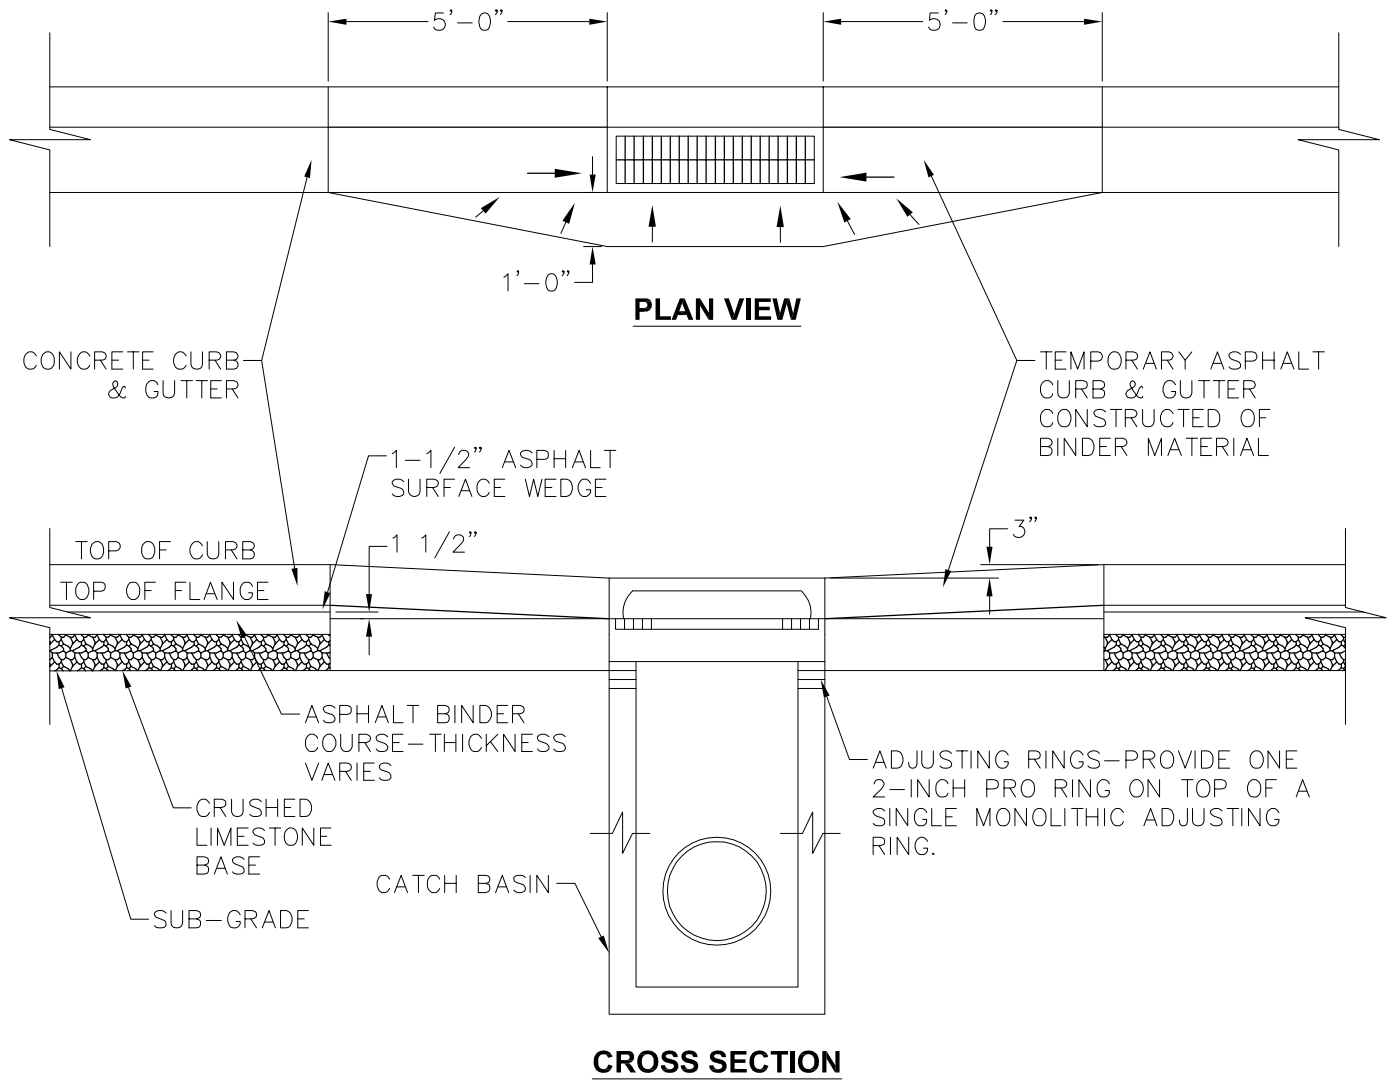 5'-0"
5'-0"
1'-0"
PLAN VIEW
CONCRETE CURB
& GUTTER
TEMPORARY ASPHALT
CURB & GUTTER
CONSTRUCTED OF
BINDER MATERIAL
1-1/2" ASPHALT
SURFACE WEDGE
1 1/2"
3"
TOP OF CURB
TOP OF FLANGE
ASPHALT BINDER
COURSE-THICKNESS
VARIES
CRUSHED
LIMESTONE
BASE
SUB-GRADE
ADJUSTING RINGS-PROVIDE ONE
2-INCH PRO RING ON TOP OF A
SINGLE MONOLITHIC ADJUSTING
RING.
CATCH BASIN
CROSS SECTION